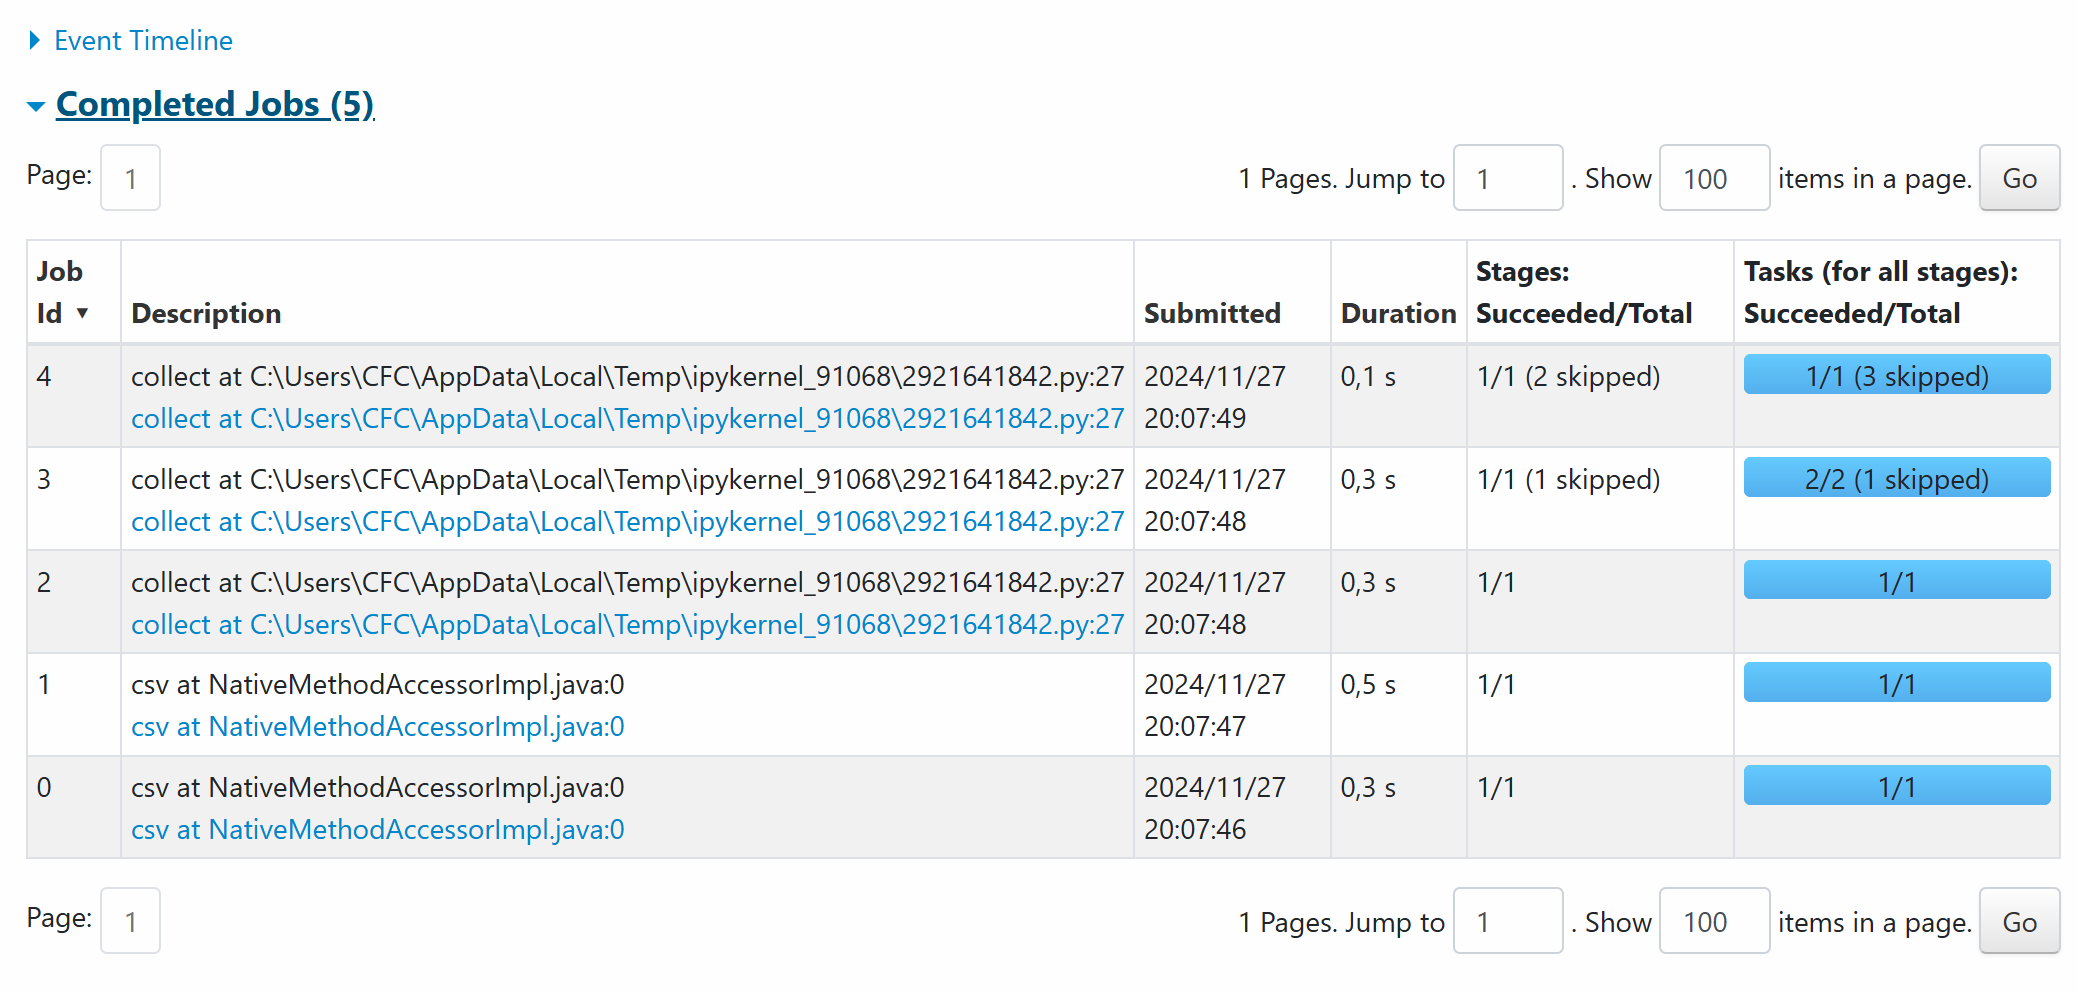 Event Timeline
Completed Jobs (5)
Page: 1
1 Pages. Jump to 1 . Show 100 items in a page. Go
Job Id ▼ Description Submitted Duration Stages: Succeeded/Total Tasks (for all stages): Succeeded/Total
4 collect at C:\Users\CFC\AppData\Local\Temp\ipykernel_91068\2921641842.py:27 2024/11/27 0,1 s 1/1 (2 skipped) 1/1 (3 skipped)
collect at C:\Users\CFC\AppData\Local\Temp\ipykernel_91068\2921641842.py:27 20:07:49
3 collect at C:\Users\CFC\AppData\Local\Temp\ipykernel_91068\2921641842.py:27 2024/11/27 0,3 s 1/1 (1 skipped) 2/2 (1 skipped)
collect at C:\Users\CFC\AppData\Local\Temp\ipykernel_91068\2921641842.py:27 20:07:48
2 collect at C:\Users\CFC\AppData\Local\Temp\ipykernel_91068\2921641842.py:27 2024/11/27 0,3 s 1/1 1/1
collect at C:\Users\CFC\AppData\Local\Temp\ipykernel_91068\2921641842.py:27 20:07:48
1 csv at NativeMethodAccessorImpl.java:0 2024/11/27 0,5 s 1/1 1/1
csv at NativeMethodAccessorImpl.java:0 20:07:47
0 csv at NativeMethodAccessorImpl.java:0 2024/11/27 0,3 s 1/1 1/1
csv at NativeMethodAccessorImpl.java:0 20:07:46
Page: 1
1 Pages. Jump to 1 . Show 100 items in a page. Go